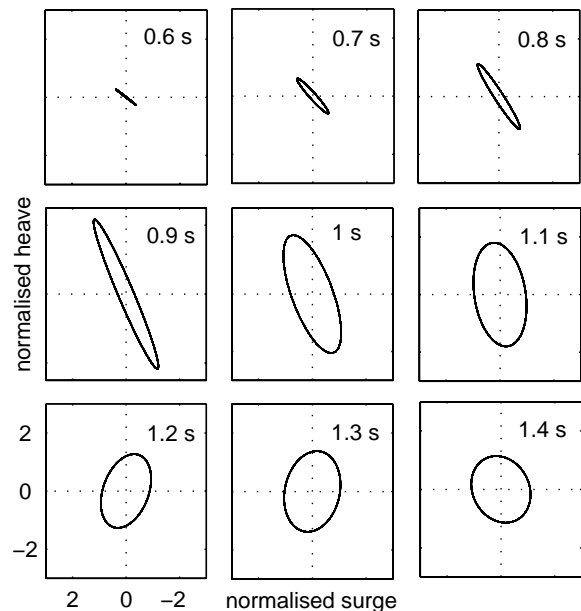 0.6 s
0.7 s
0.8 s
normalised heave
0.9 s
1 s
1.1 s
2
0
−2
1.2 s
1.3 s
1.4 s
2 0 −2
normalised surge